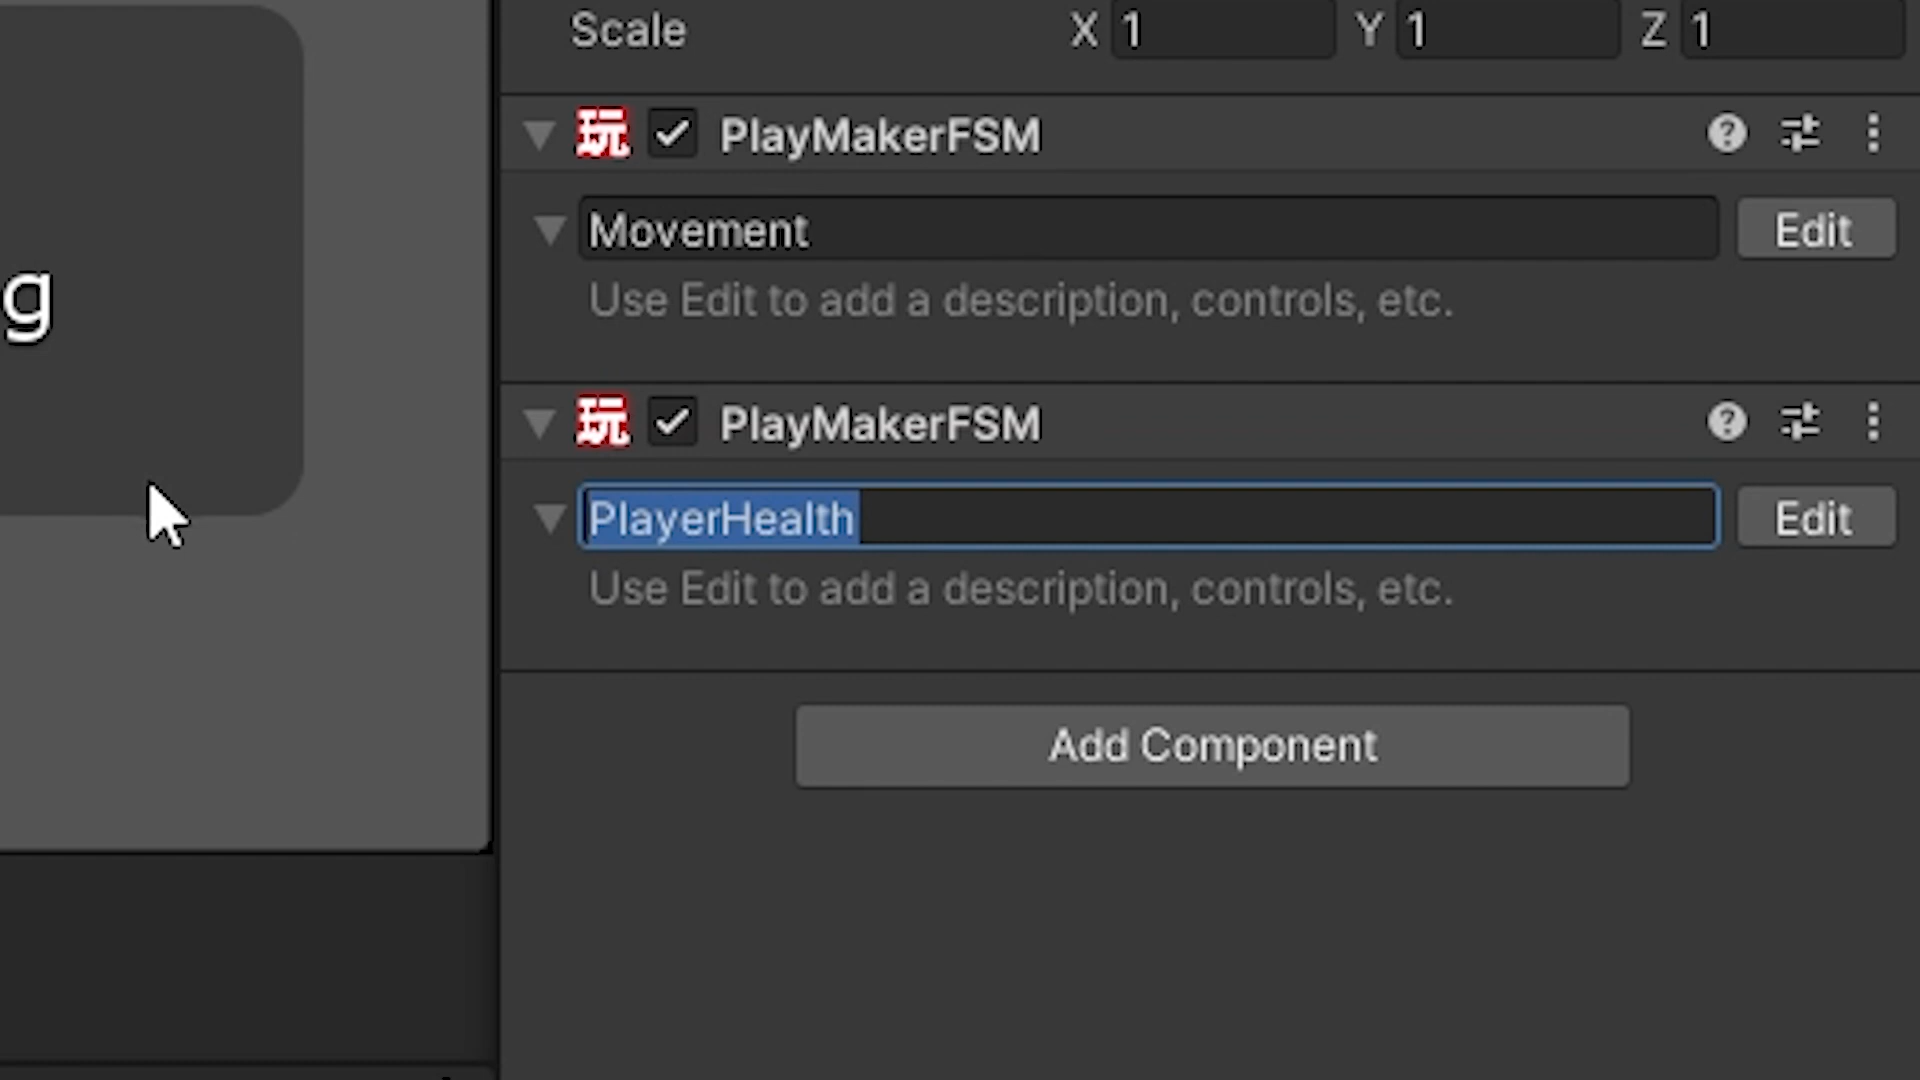 Scale X 1 Y 1 Z 1
玩 PlayMakerFSM
Movement Edit
Use Edit to add a description, controls, etc.
玩 PlayMakerFSM
PlayerHealth Edit
Use Edit to add a description, controls, etc.
Add Component
g